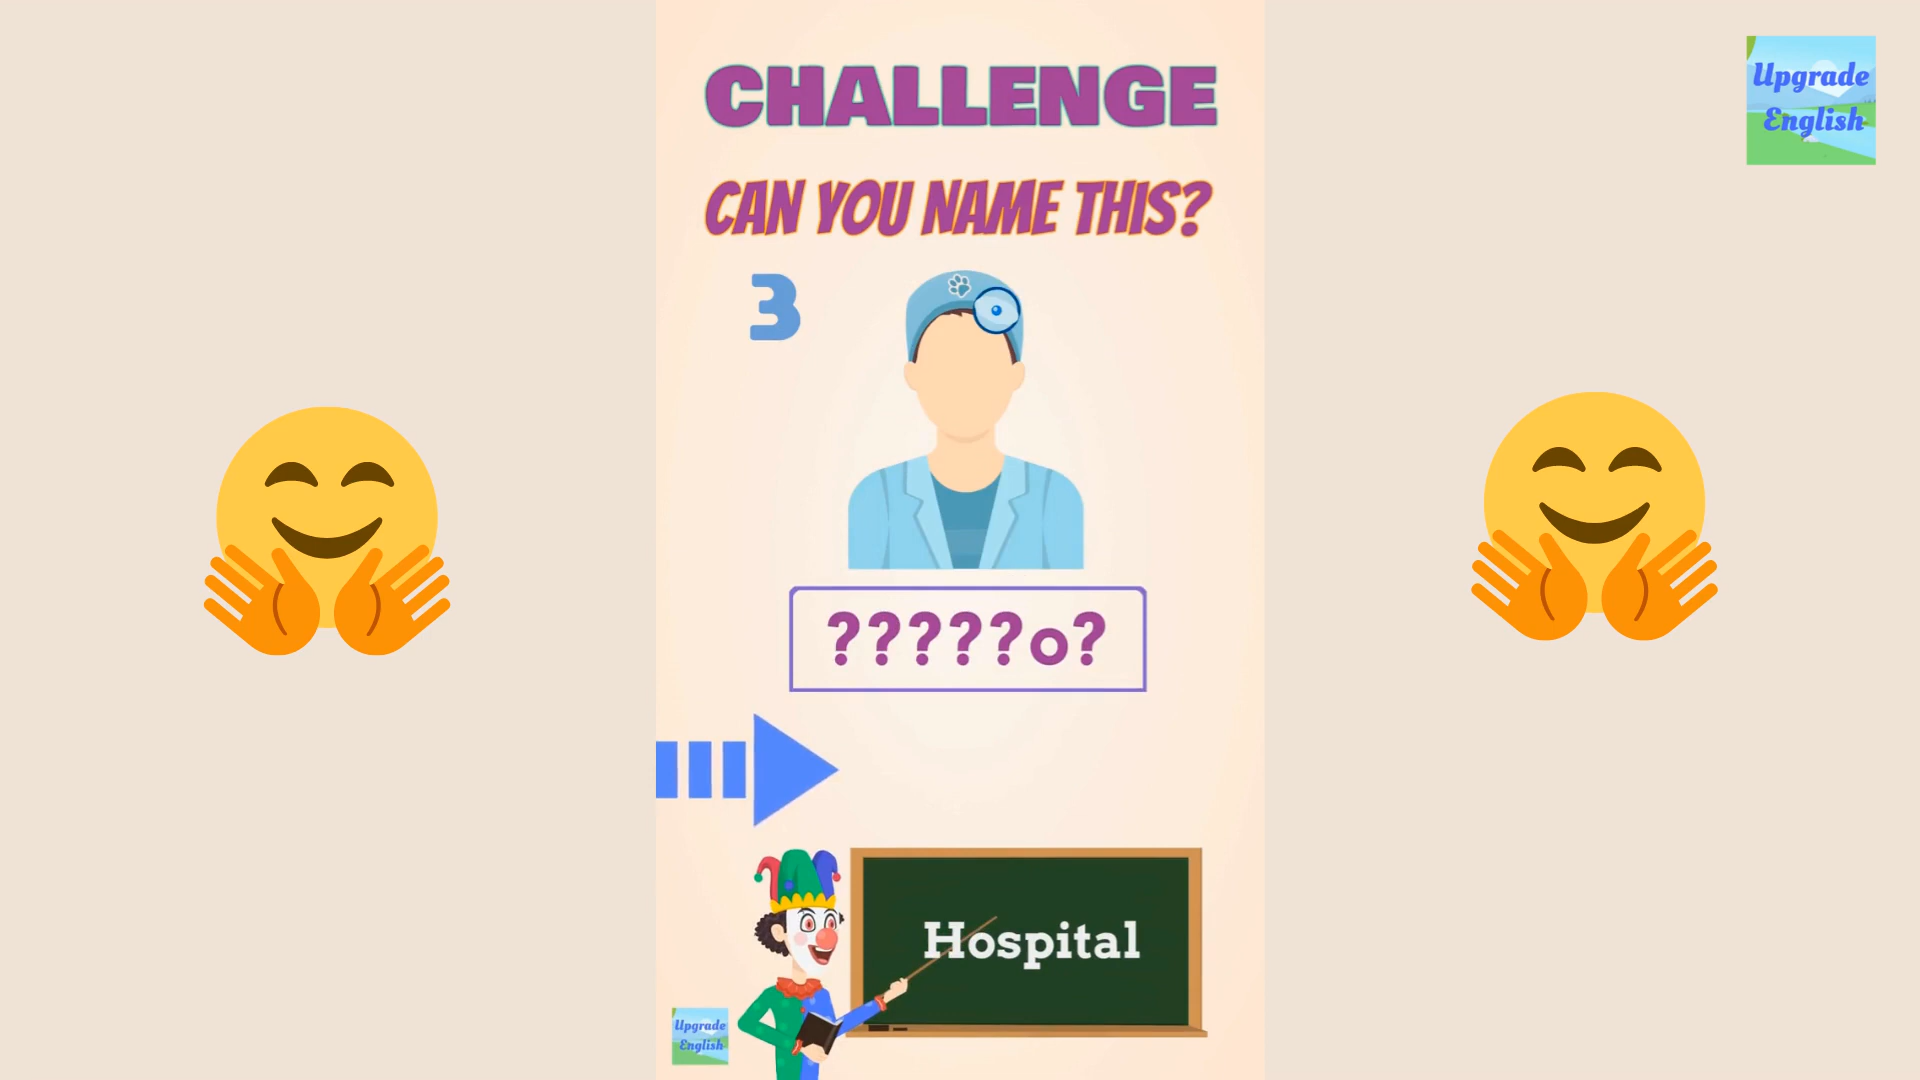 CHALLENGE
CAN YOU NAME THIS?
3
?????o?
Hospital
Upgrade
English
Upgrade
English